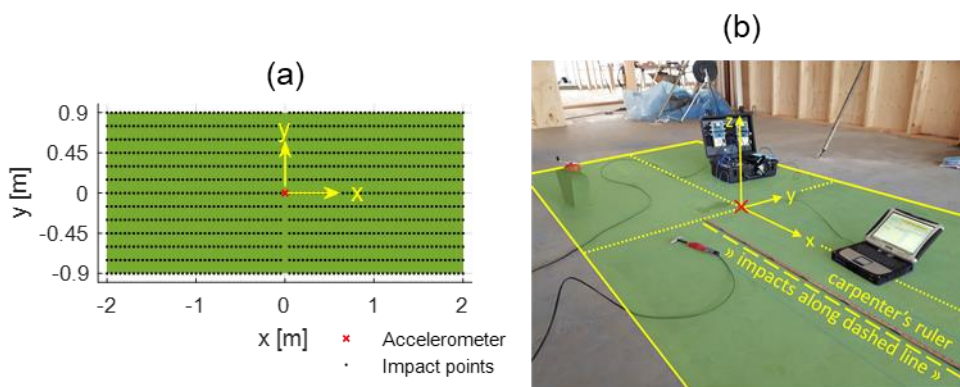 (a)
0.9
0.45
0
-0.45
-0.9
y [m]
y
x
-2
-1
0
1
2
x [m]
Accelerometer
Impact points
(b)
z
y
x
carpenter's ruler
» impacts along dashed line »